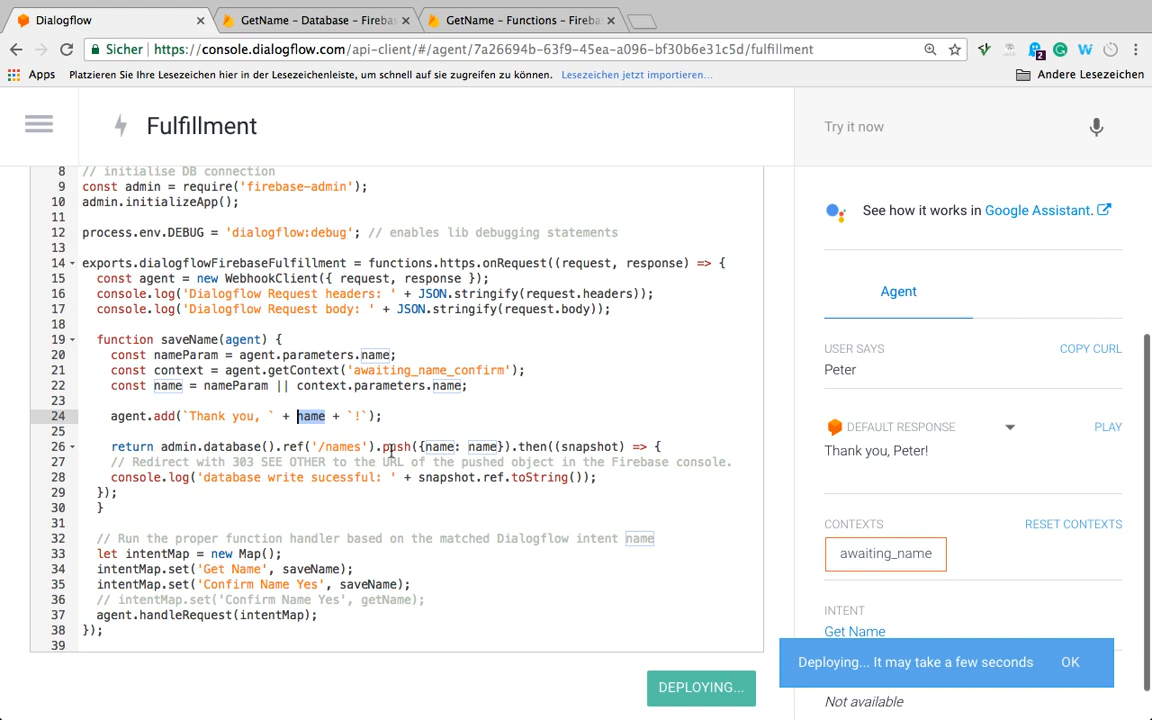 Dialogflow
GetName – Database – Fireba
GetName – Functions – Fireba
Sicher
https://console.dialogflow.com/api-client/#/agent/7a26694b-63f9-45ea-a096-bf30b6e31c5d/fulfillment
2
Apps
Platzieren Sie Ihre Lesezeichen hier in der Lesezeichenleiste, um schnell auf sie zugreifen zu können.
Lesezeichen jetzt importieren...
Andere Lesezeichen
Fulfillment
8 // initialise DB connection
9 const admin = require('firebase-admin');
10 admin.initializeApp();
11
12 process.env.DEBUG = 'dialogflow:debug'; // enables lib debugging statements
13
14 exports.dialogflowFirebaseFulfillment = functions.https.onRequest((request, response) => {
15 const agent = new WebhookClient({ request, response });
16 console.log('Dialogflow Request headers: ' + JSON.stringify(request.headers));
17 console.log('Dialogflow Request body: ' + JSON.stringify(request.body));
18
19 function saveName(agent) {
20 const nameParam = agent.parameters.name;
21 const context = agent.getContext('awaiting_name_confirm');
22 const name = nameParam || context.parameters.name;
23
24 agent.add(`Thank you, ` + name + `!`);
25
26 return admin.database().ref('/names').push({name: name}).then((snapshot) => {
27 // Redirect with 303 SEE OTHER to the URL of the pushed object in the Firebase console.
28 console.log('database write sucessful: ' + snapshot.ref.toString());
29 });
30 }
31
32 // Run the proper function handler based on the matched Dialogflow intent name
33 let intentMap = new Map();
34 intentMap.set('Get Name', saveName);
35 intentMap.set('Confirm Name Yes', saveName);
36 // intentMap.set('Confirm Name Yes', getName);
37 agent.handleRequest(intentMap);
38 });
39
DEPLOYING...
Try it now
See how it works in Google Assistant.
Agent
USER SAYS
COPY CURL
Peter
DEFAULT RESPONSE
PLAY
Thank you, Peter!
CONTEXTS
RESET CONTEXTS
awaiting_name
INTENT
Get Name
Deploying... It may take a few seconds
OK
Not available